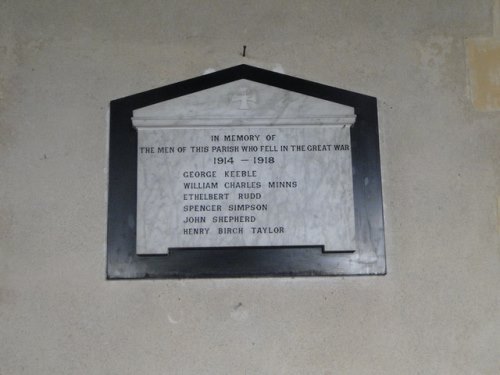 IN MEMORY OF
THE MEN OF THIS PARISH WHO FELL IN THE GREAT WAR
1914 — 1918
GEORGE KEEBLE
WILLIAM CHARLES MINNS
ETHELBERT RUDD
SPENCER SIMPSON
JOHN SHEPHERD
HENRY BIRCH TAYLOR